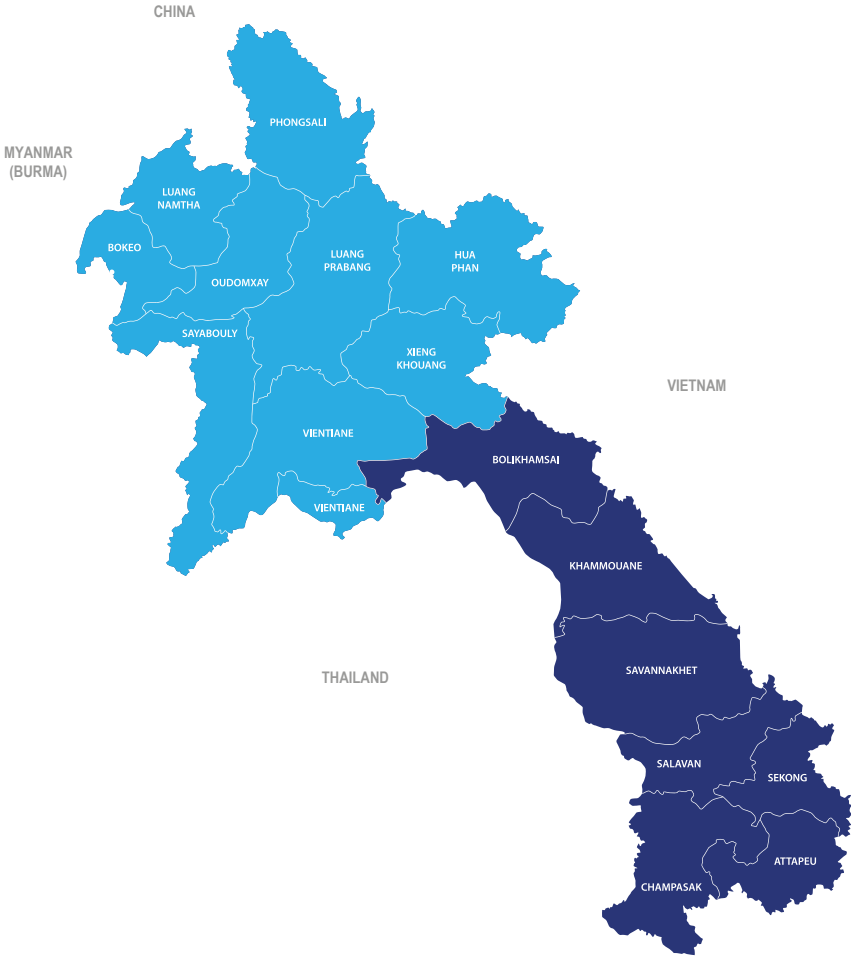 CHINA
PHONGSALI
MYANMAR
(BURMA)
LUANG
NAMTHA
BOKEO
LUANG
PRABANG
HUA
PHAN
OUDOMXAY
SAYABOULY
XIENG
KHOUANG
VIETNAM
VIENTIANE
BOLIKHAMSAI
VIENTIANE
KHAMMOUANE
THAILAND
SAVANNAKHET
SALAVAN
SEKONG
ATTAPEU
CHAMPASAK